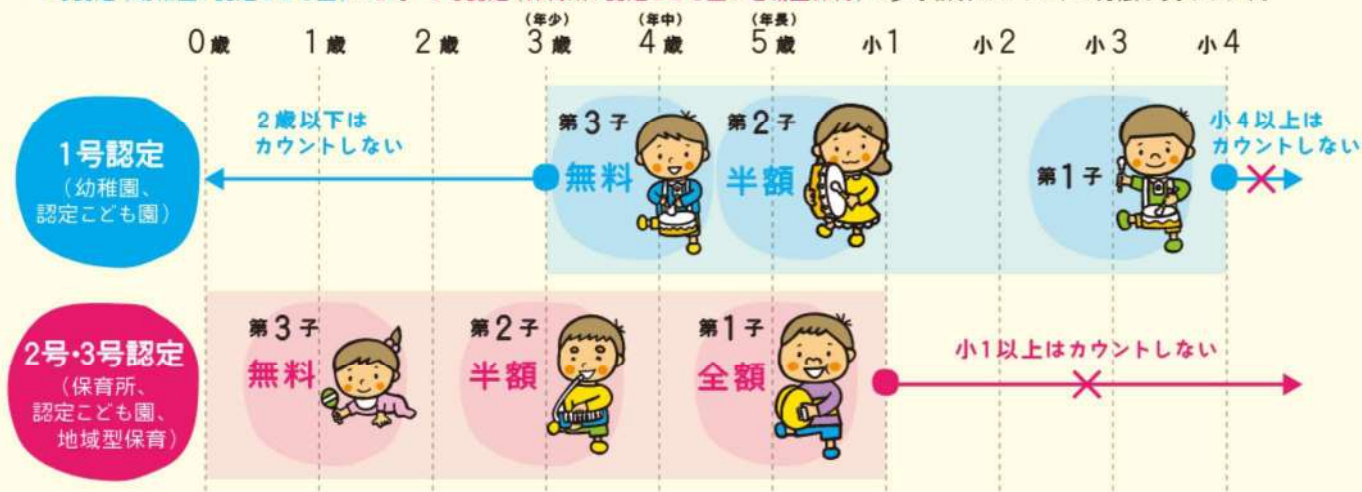 (年少) (年中) (年長)
0歳 1歳 2歳 3歳 4歳 5歳 小1 小2 小3 小4
1号認定
(幼稚園、
認定こども園)
2歳以下は
カウントしない
第3子
無料
第2子
半額
第1子
小4以上は
カウントしない
2号・3号認定
(保育所、
認定こども園、
地域型保育)
第3子
無料
第2子
半額
第1子
全額
小1以上はカウントしない